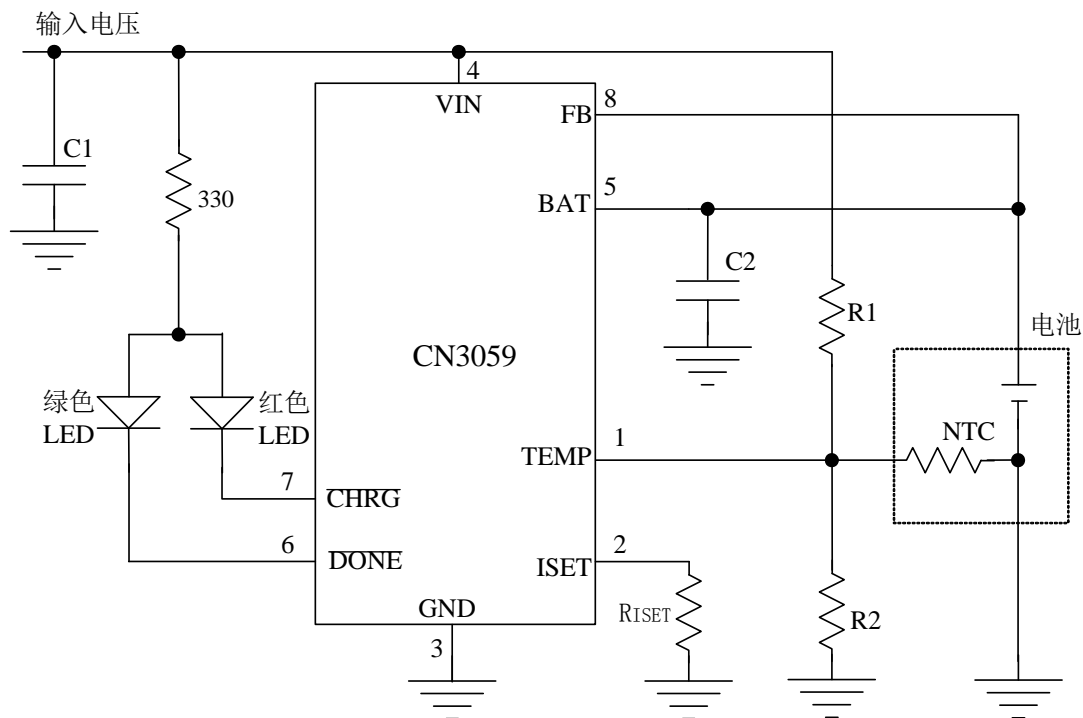 输入电压
4
VIN
8
FB
C1
330
5
BAT
C2
R1
电池
CN3059
绿色
LED
红色
LED
1
TEMP
NTC
7
CHRG
6
DONE
2
ISET
GND
RISET
R2
3